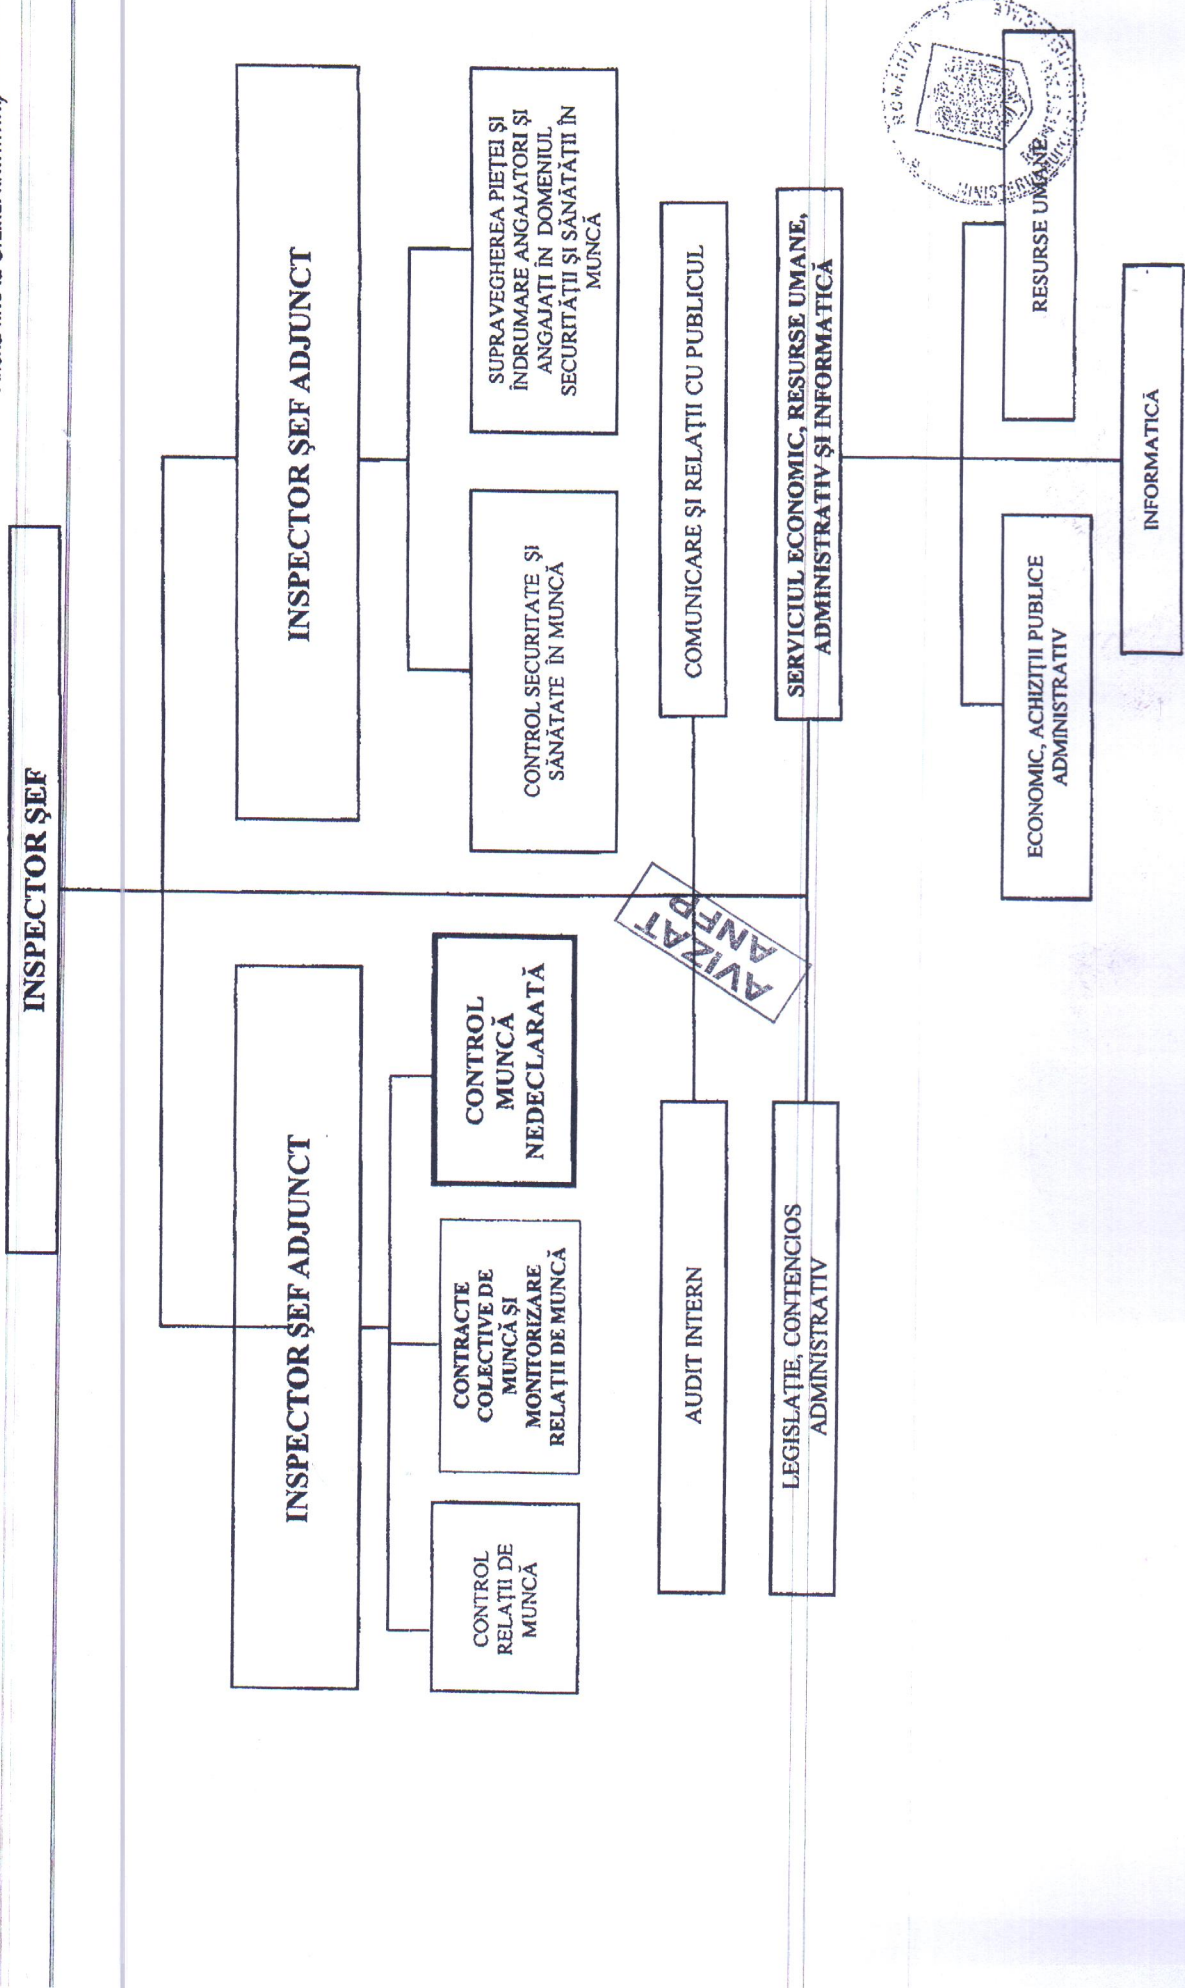 INSPECTOR ŞEF
INSPECTOR ŞEF ADJUNCT
INSPECTOR ŞEF ADJUNCT
CONTROL
RELAŢII DE
MUNCĂ
CONTRACTE
COLECTIVE DE
MUNCĂ ŞI
MONITORIZARE
RELAŢII DE MUNCĂ
CONTROL
MUNCĂ
NEDECLARATĂ
CONTROL SECURITATE ŞI
SĂNĂTATE ÎN MUNCĂ
SUPRAVEGHEREA PIEŢEI ŞI
ÎNDRUMARE ANGAJATORI ŞI
ANGAJAŢI ÎN DOMENIUL
SECURITĂŢII ŞI SĂNĂTĂŢII ÎN
MUNCĂ
AUDIT INTERN
COMUNICARE ŞI RELAŢII CU PUBLICUL
AVIZAT
ANFP
LEGISLAŢIE, CONTENCIOS
ADMINISTRATIV
SERVICIUL ECONOMIC, RESURSE UMANE,
ADMINISTRATIV ŞI INFORMATICĂ
ROMÂNIA
ECONOMIC, ACHIZIŢII PUBLICE
ADMINISTRATIV
RESURSE UMANE
INFORMATICĂ